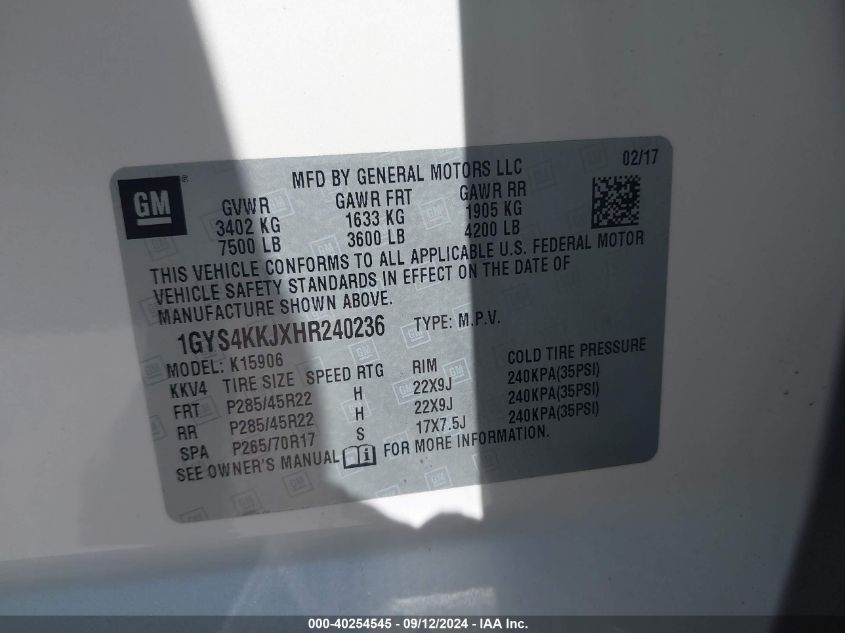 GM
®
MFD BY GENERAL MOTORS LLC
02/17
GVWR GAWR FRT GAWR RR
3402 KG 1633 KG 1905 KG
7500 LB 3600 LB 4200 LB
THIS VEHICLE CONFORMS TO ALL APPLICABLE U.S. FEDERAL MOTOR
VEHICLE SAFETY STANDARDS IN EFFECT ON THE DATE OF
MANUFACTURE SHOWN ABOVE.
1GYS4KKJXHR240236 TYPE: M.P.V.
MODEL: K15906
KKV4 TIRE SIZE SPEED RTG RIM COLD TIRE PRESSURE
FRT P285/45R22 H 22X9J 240KPA(35PSI)
RR P285/45R22 H 22X9J 240KPA(35PSI)
SPA P265/70R17 S 17X7.5J 240KPA(35PSI)
SEE OWNER'S MANUAL FOR MORE INFORMATION.
000-40254545 - 09/12/2024 - IAA Inc.